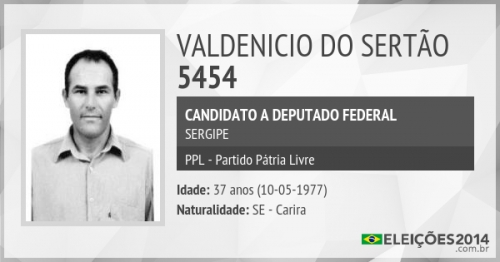 VALDENICIO DO SERTÃO
5454
CANDIDATO A DEPUTADO FEDERAL
SERGIPE
PPL - Partido Pátria Livre
Idade: 37 anos (10-05-1977)
Naturalidade: SE - Carira
ELEIÇÕES2014
.com.br